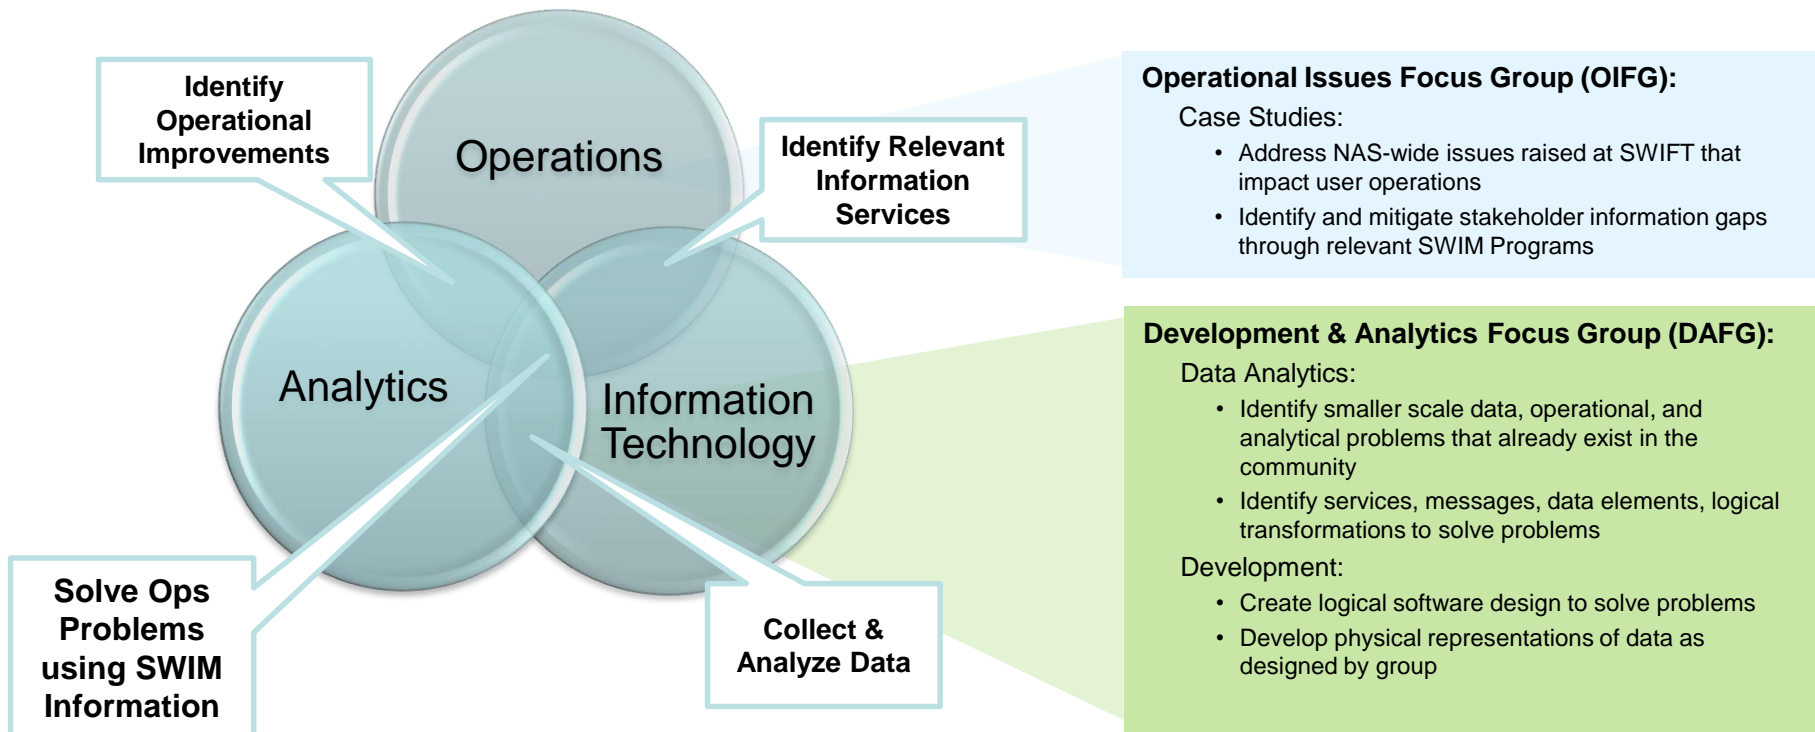 Identify
Operational
Improvements
Operations
Identify Relevant
Information
Services
Analytics
Information
Technology
Solve Ops
Problems
using SWIM
Information
Collect &
Analyze Data
Operational Issues Focus Group (OIFG):
Case Studies:
• Address NAS-wide issues raised at SWIFT that
impact user operations
• Identify and mitigate stakeholder information gaps
through relevant SWIM Programs
Development & Analytics Focus Group (DAFG):
Data Analytics:
• Identify smaller scale data, operational, and
analytical problems that already exist in the
community
• Identify services, messages, data elements, logical
transformations to solve problems
Development:
• Create logical software design to solve problems
• Develop physical representations of data as
designed by group